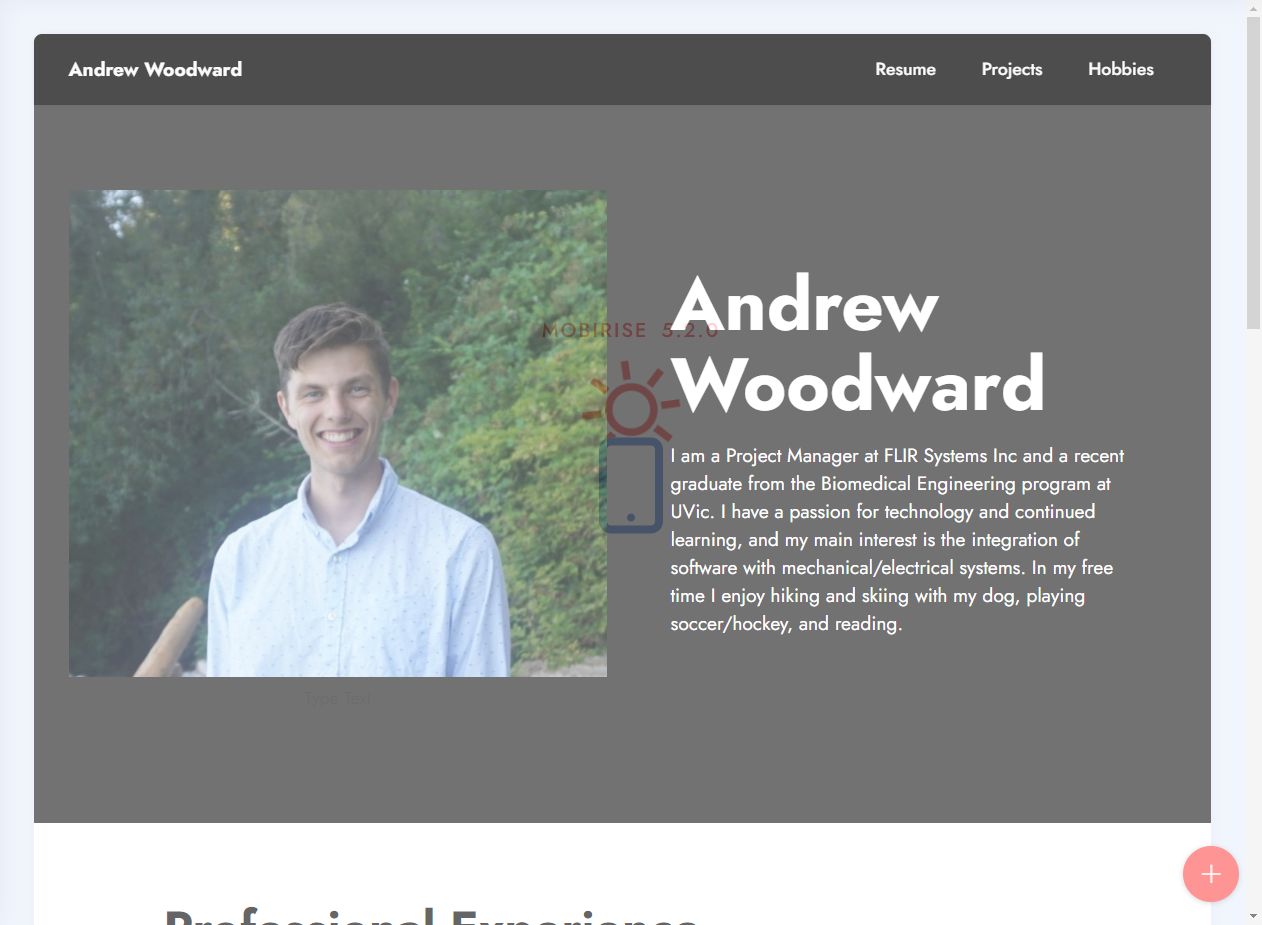 Andrew Woodward
Resume Projects Hobbies
MOBIRISE 5.2.0
Andrew
Woodward
I am a Project Manager at FLIR Systems Inc and a recent
graduate from the Biomedical Engineering program at
UVic. I have a passion for technology and continued
learning, and my main interest is the integration of
software with mechanical/electrical systems. In my free
time I enjoy hiking and skiing with my dog, playing
soccer/hockey, and reading.
Type Text
Professional Experience